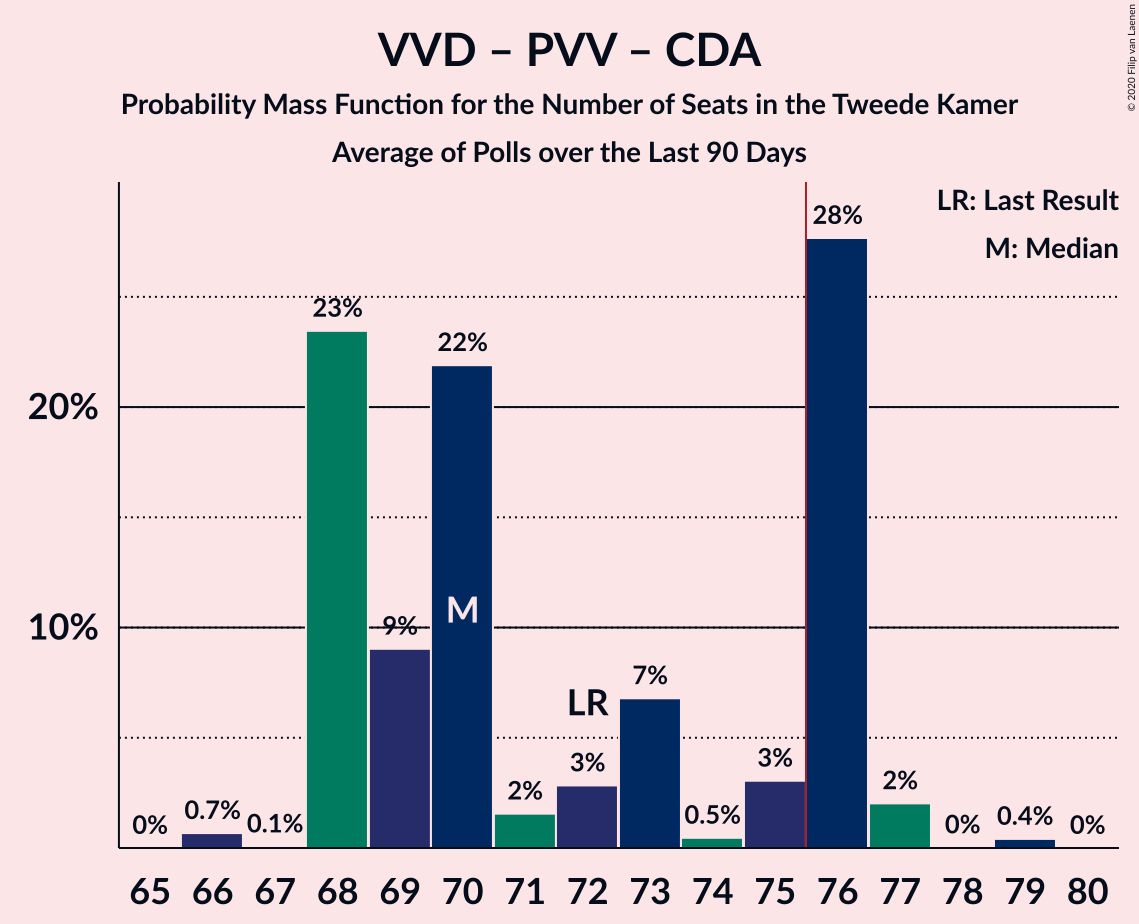 VVD – PVV – CDA
Probability Mass Function for the Number of Seats in the Tweede Kamer
Average of Polls over the Last 90 Days
© 2020 Filip van Laenen
LR: Last Result
M: Median
28%
23%
22%
20%
M
10%
9%
7%
LR
3%
3%
2%
2%
0%
0.7%
0.1%
0.5%
0%
0.4%
0%
65 66 67 68 69 70 71 72 73 74 75 76 77 78 79 80